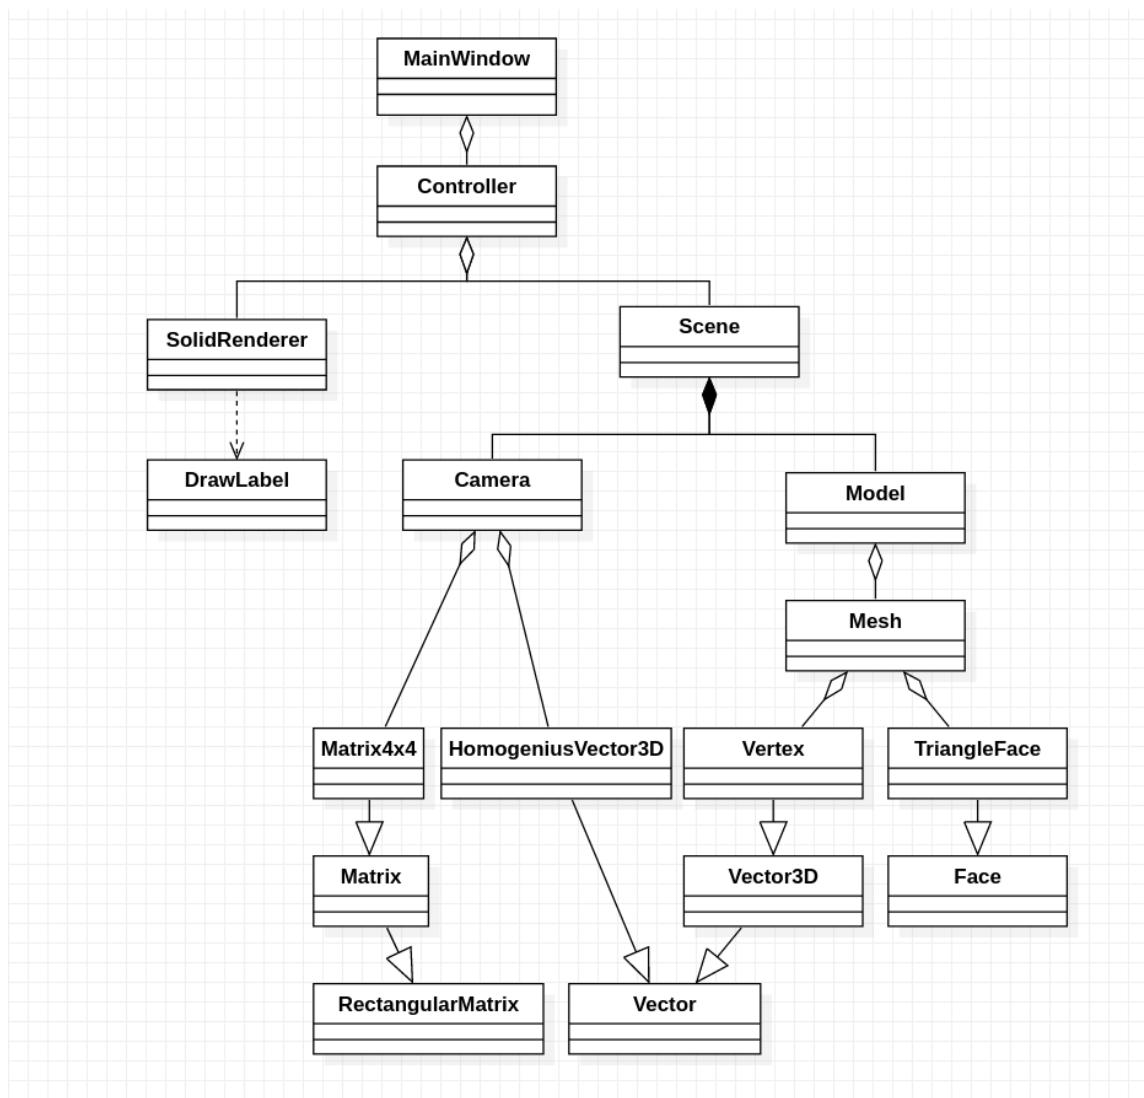 MainWindow
Controller
SolidRenderer
Scene
DrawLabel
Camera
Model
Mesh
Matrix4x4
HomogeniusVector3D
Vertex
TriangleFace
Matrix
Vector3D
Face
RectangularMatrix
Vector